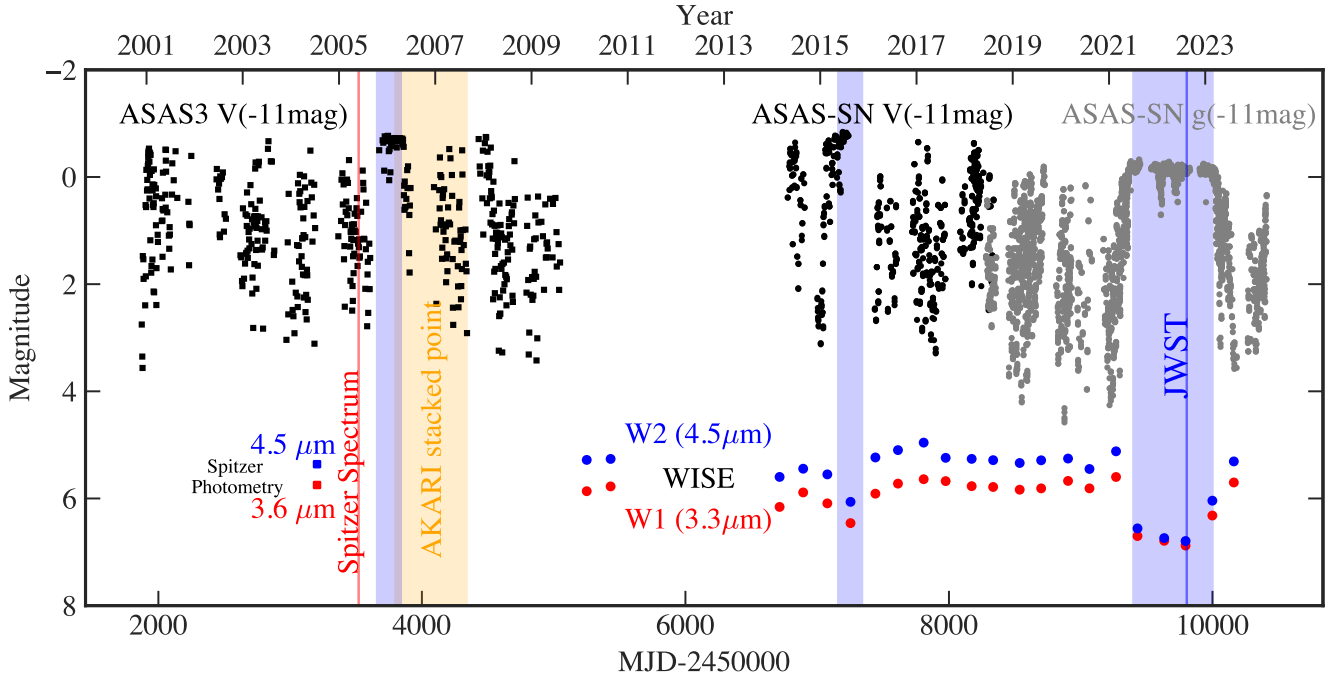 Year
2001 2003 2005 2007 2009 2011 2013 2015 2017 2019 2021 2023
−2
ASAS3 V(-11mag) ASAS-SN V(-11mag) ASAS-SN g(-11mag)
0
2
4
6
8
Magnitude
Spitzer Spectrum
AKARI stacked point
JWST
4.5 μm
Spitzer
Photometry
3.6 μm
W2 (4.5μm)
WISE
W1 (3.3μm)
2000 4000 6000 8000 10000
MJD-2450000